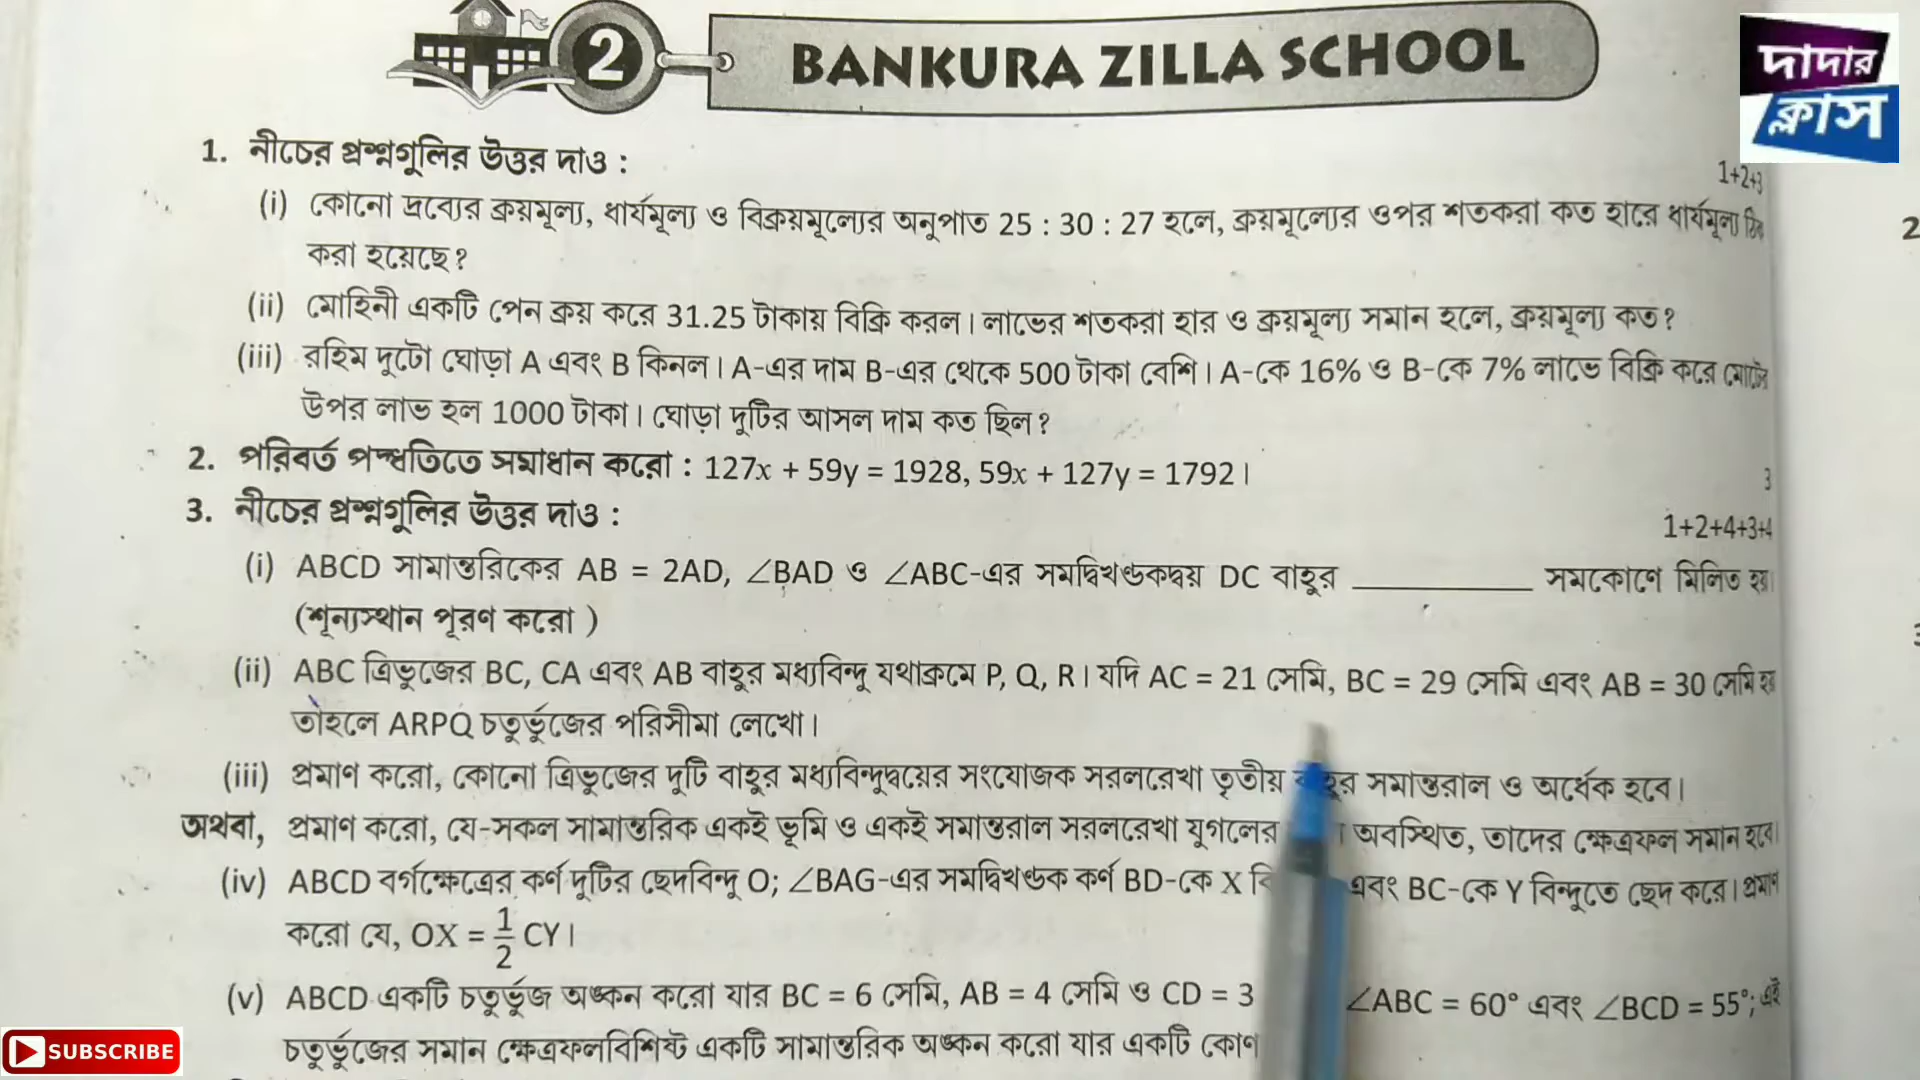 2 BANKURA ZILLA SCHOOL
দাদার
ক্লাস
1. নীচের প্রশ্নগুলির উত্তর দাও :
1+2+3
(i) কোনো দ্রব্যের ক্রয়মূল্য, ধার্যমূল্য ও বিক্রয়মূল্যের অনুপাত 25 : 30 : 27 হলে, ক্রয়মূল্যের ওপর শতকরা কত হারে ধার্যমূল্য
করা হয়েছে?
(ii) মোহিনী একটি পেন ক্রয় করে 31.25 টাকায় বিক্রি করল। লাভের শতকরা হার ও ক্রয়মূল্য সমান হলে, ক্রয়মূল্য কত?
(iii) রহিম দুটো ঘোড়া A এবং B কিনল। A-এর দাম B-এর থেকে 500 টাকা বেশি। A-কে 16% ও B-কে 7% লাভে বিক্রি করে মোটের
উপর লাভ হল 1000 টাকা। ঘোড়া দুটির আসল দাম কত ছিল?
2. পরিবর্ত পদ্ধতিতে সমাধান করো : 127x + 59y = 1928, 59x + 127y = 1792।
3
3. নীচের প্রশ্নগুলির উত্তর দাও :
1+2+4+3+4
(i) ABCD সামান্তরিকের AB = 2AD, ∠BAD ও ∠ABC-এর সমদ্বিখণ্ডকদ্বয় DC বাহুর ________ সমকোণে মিলিত হয়।
(শূন্যস্থান পূরণ করো )
(ii) ABC ত্রিভুজের BC, CA এবং AB বাহুর মধ্যবিন্দু যথাক্রমে P, Q, R। যদি AC = 21 সেমি, BC = 29 সেমি এবং AB = 30 সেমি হয়
তাহলে ARPQ চতুর্ভুজের পরিসীমা লেখো।
(iii) প্রমাণ করো, কোনো ত্রিভুজের দুটি বাহুর মধ্যবিন্দুদ্বয়ের সংযোজক সরলরেখা তৃতীয় বাহুর সমান্তরাল ও অর্ধেক হবে।
অথবা, প্রমাণ করো, যে-সকল সামান্তরিক একই ভূমি ও একই সমান্তরাল সরলরেখা যুগলের অবস্থিত, তাদের ক্ষেত্রফল সমান হবে।
(iv) ABCD বর্গক্ষেত্রের কর্ণ দুটির ছেদবিন্দু O; ∠BAG-এর সমদ্বিখণ্ডক কর্ণ BD-কে X এবং BC-কে Y বিন্দুতে ছেদ করে। প্রমাণ
করো যে, OX = 1/2 CY।
(v) ABCD একটি চতুর্ভুজ অঙ্কন করো যার BC = 6 সেমি, AB = 4 সেমি ও CD = 3 ∠ABC = 60° এবং ∠BCD = 55°; এই
চতুর্ভুজের সমান ক্ষেত্রফলবিশিষ্ট একটি সামান্তরিক অঙ্কন করো যার একটি কোণ
SUBSCRIBE